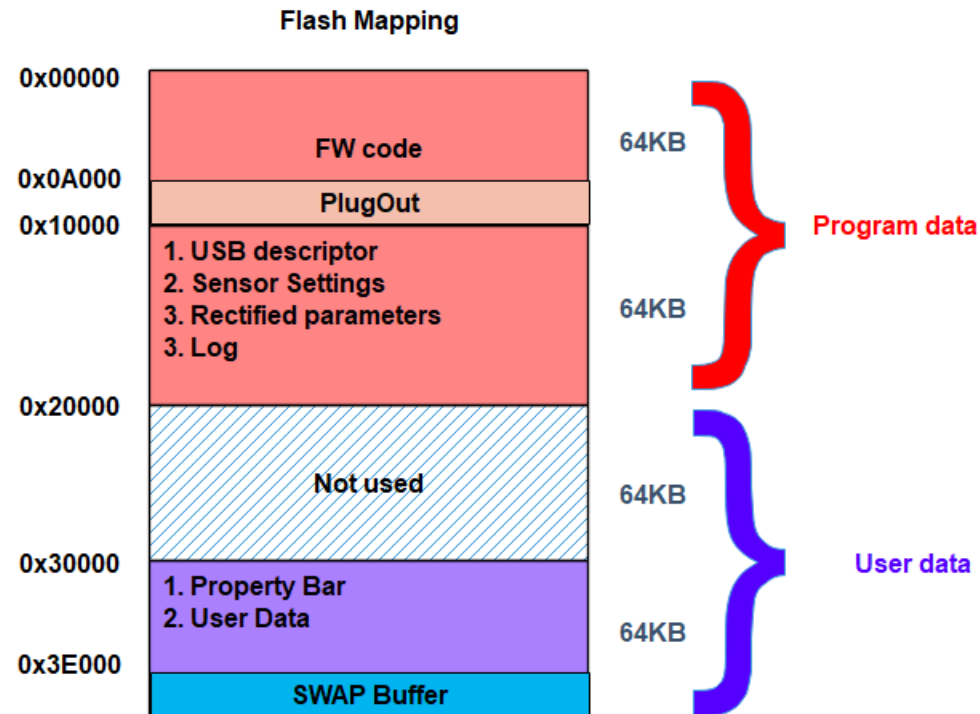 Flash Mapping
0x00000
FW code
64KB
0x0A000
PlugOut
0x10000
Program data
1. USB descriptor
2. Sensor Settings
3. Rectified parameters
3. Log
64KB
0x20000
Not used
64KB
0x30000
User data
1. Property Bar
2. User Data
64KB
0x3E000
SWAP Buffer